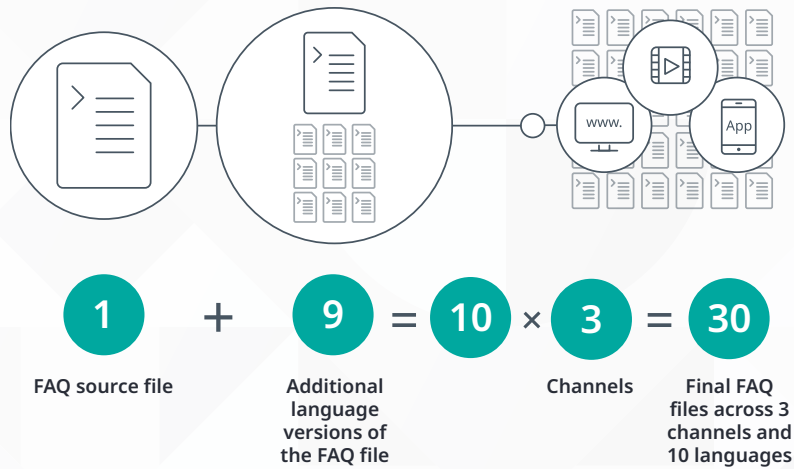 www.
App
1 + 9 = 10 × 3 = 30
FAQ source file
Additional
language
versions of
the FAQ file
Channels
Final FAQ
files across 3
channels and
10 languages